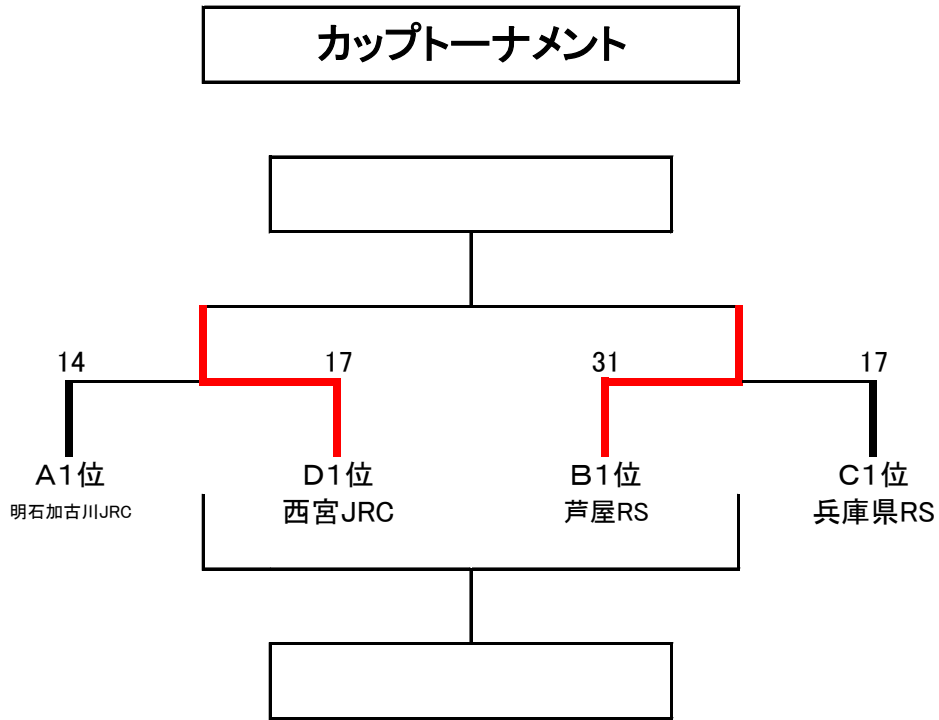 カップトーナメント
14
17
31
17
A1位
D1位
B1位
C1位
明石加古川JRC
西宮JRC
芦屋RS
兵庫県RS